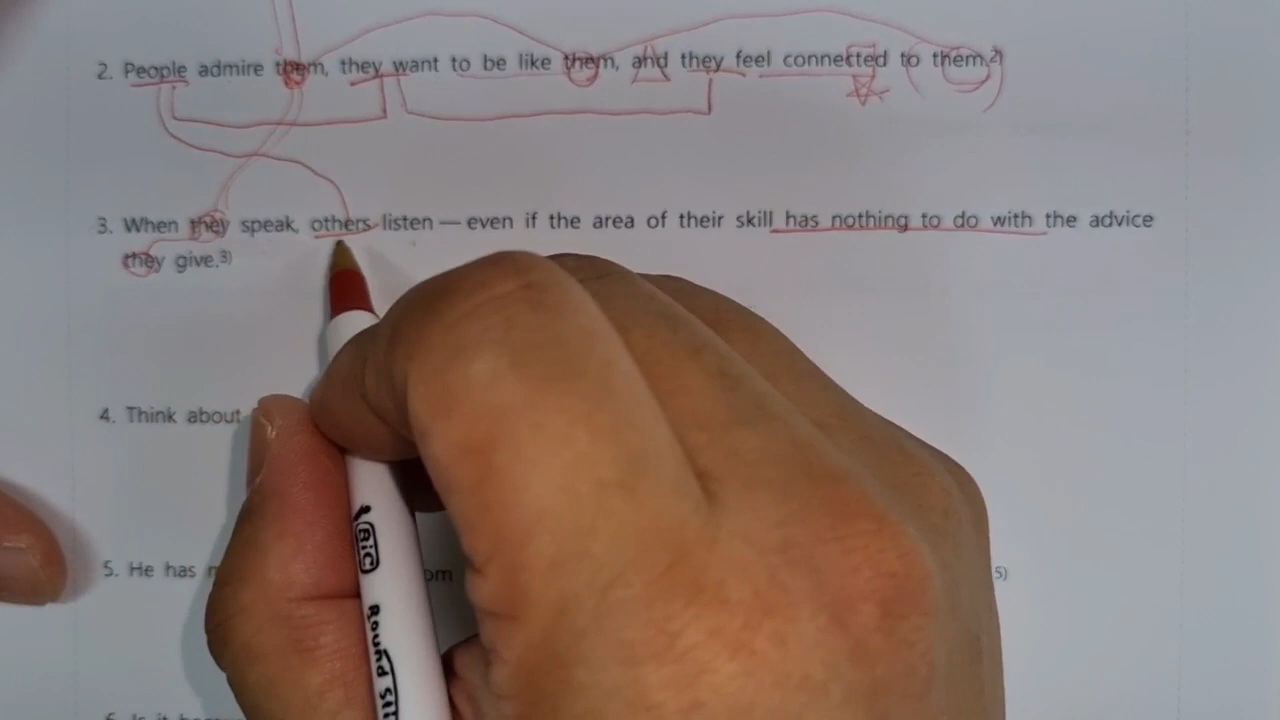 2. People admire them, they want to be like them, and they feel connected to them.2)
3. When they speak, others listen — even if the area of their skill has nothing to do with the advice
they give.3)
4. Think about
5. He has
5)
BIC
ROUND STI